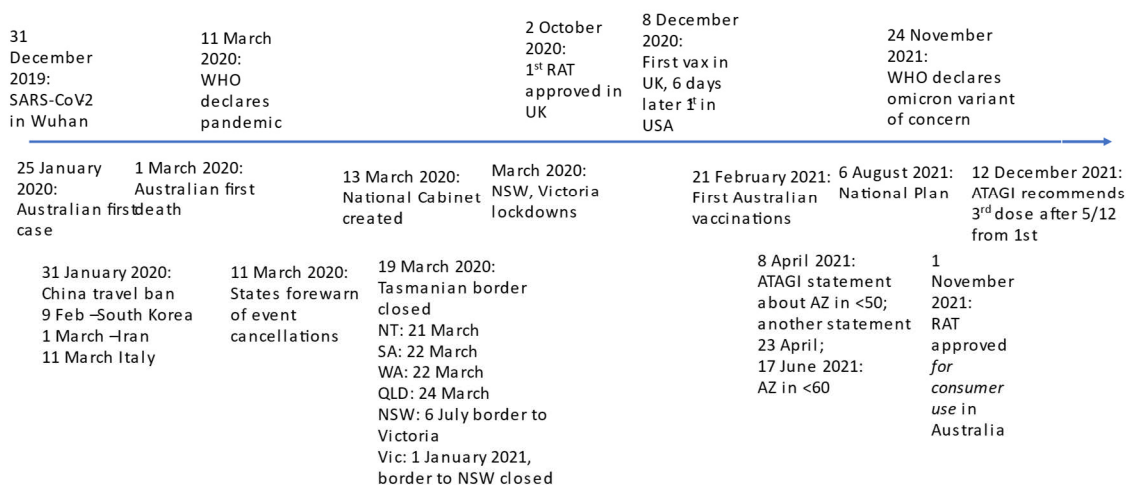 31
December
2019:
SARS-CoV-2
in Wuhan
11 March
2020:
WHO
declares
pandemic
2 October
2020:
1st RAT
approved in
UK
8 December
2020:
First vax in
UK, 6 days
later 1st in
USA
24 November
2021:
WHO declares
omicron variant
of concern
25 January
2020:
Australian first
case
1 March 2020:
Australian first
death
13 March 2020:
National Cabinet
created
March 2020:
NSW, Victoria
lockdowns
21 February 2021:
First Australian
vaccinations
6 August 2021:
National Plan
12 December 2021:
ATAGI recommends
3rd dose after 5/12
from 1st
31 January 2020:
China travel ban
9 Feb –South Korea
1 March –Iran
11 March Italy
11 March 2020:
States forewarn
of event
cancellations
19 March 2020:
Tasmanian border
closed
NT: 21 March
SA: 22 March
WA: 22 March
QLD: 24 March
NSW: 6 July border to
Victoria
Vic: 1 January 2021,
border to NSW closed
8 April 2021:
ATAGI statement
about AZ in <50;
another statement
23 April;
17 June 2021:
AZ in <60
1
November
2021:
RAT
approved
for
consumer
use in
Australia